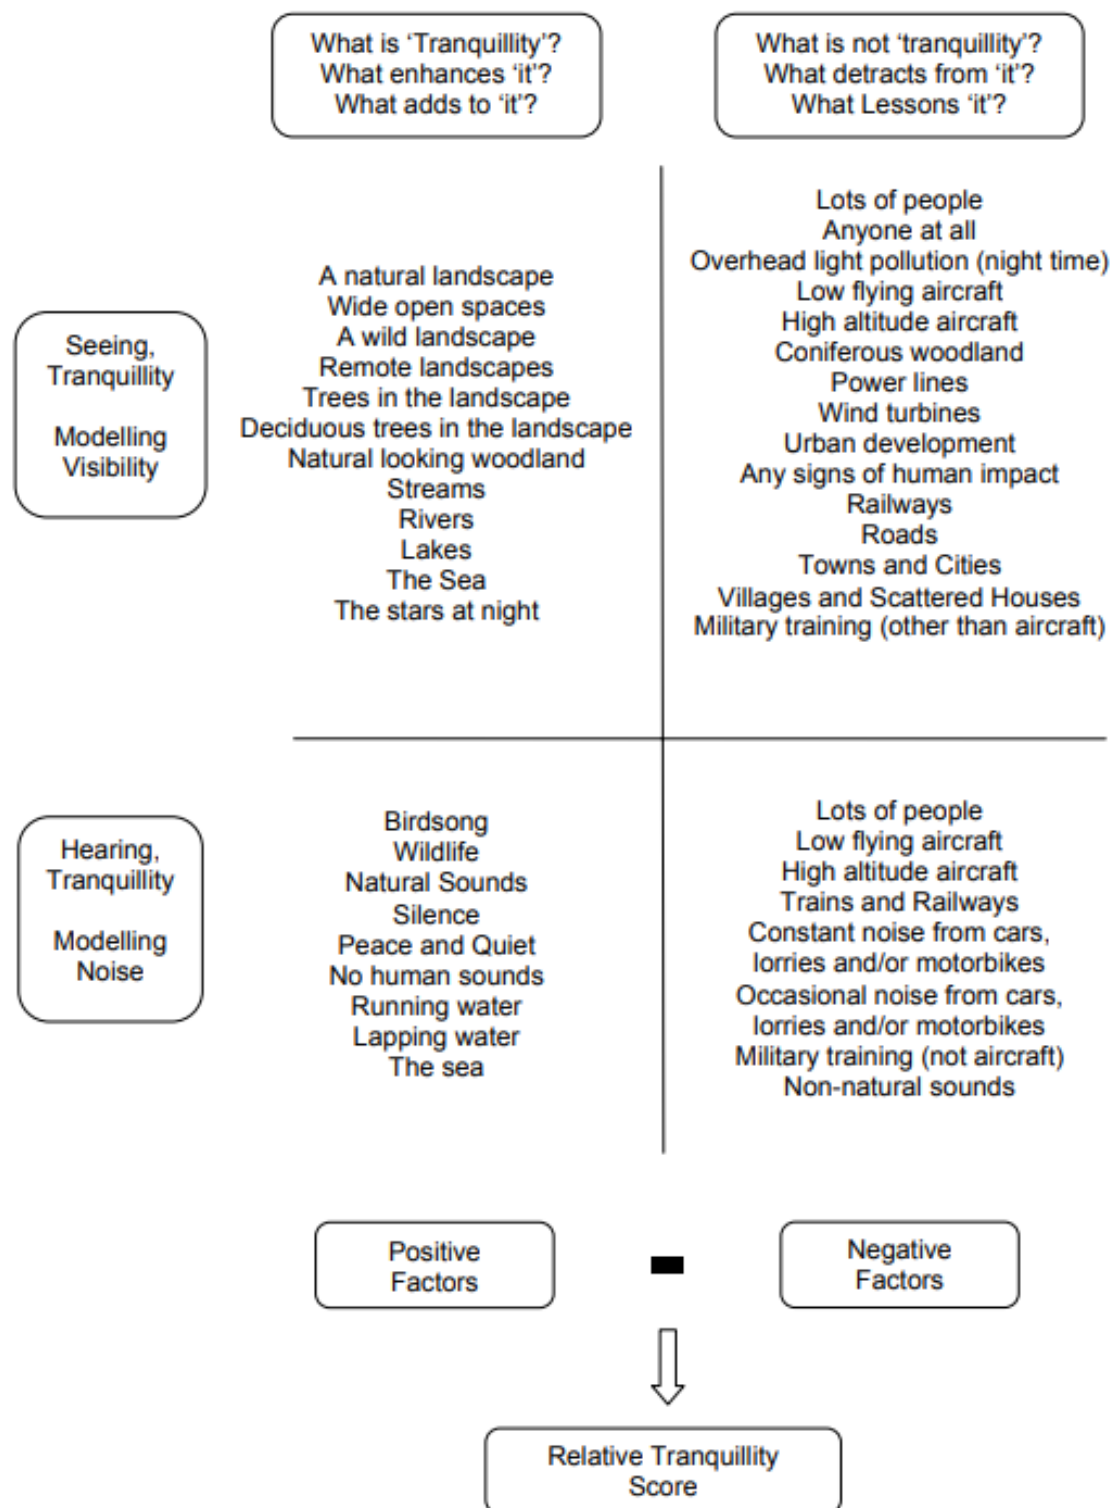 What is ‘Tranquillity’?
What enhances ‘it’?
What adds to ‘it’?
What is not ‘tranquillity’?
What detracts from ‘it’?
What Lessons ‘it’?
Seeing,
Tranquillity
Modelling
Visibility
A natural landscape
Wide open spaces
A wild landscape
Remote landscapes
Trees in the landscape
Deciduous trees in the landscape
Natural looking woodland
Streams
Rivers
Lakes
The Sea
The stars at night
Lots of people
Anyone at all
Overhead light pollution (night time)
Low flying aircraft
High altitude aircraft
Coniferous woodland
Power lines
Wind turbines
Urban development
Any signs of human impact
Railways
Roads
Towns and Cities
Villages and Scattered Houses
Military training (other than aircraft)
Hearing,
Tranquillity
Modelling
Noise
Birdsong
Wildlife
Natural Sounds
Silence
Peace and Quiet
No human sounds
Running water
Lapping water
The sea
Lots of people
Low flying aircraft
High altitude aircraft
Trains and Railways
Constant noise from cars,
lorries and/or motorbikes
Occasional noise from cars,
lorries and/or motorbikes
Military training (not aircraft)
Non-natural sounds
Positive
Factors
Negative
Factors
Relative Tranquillity
Score